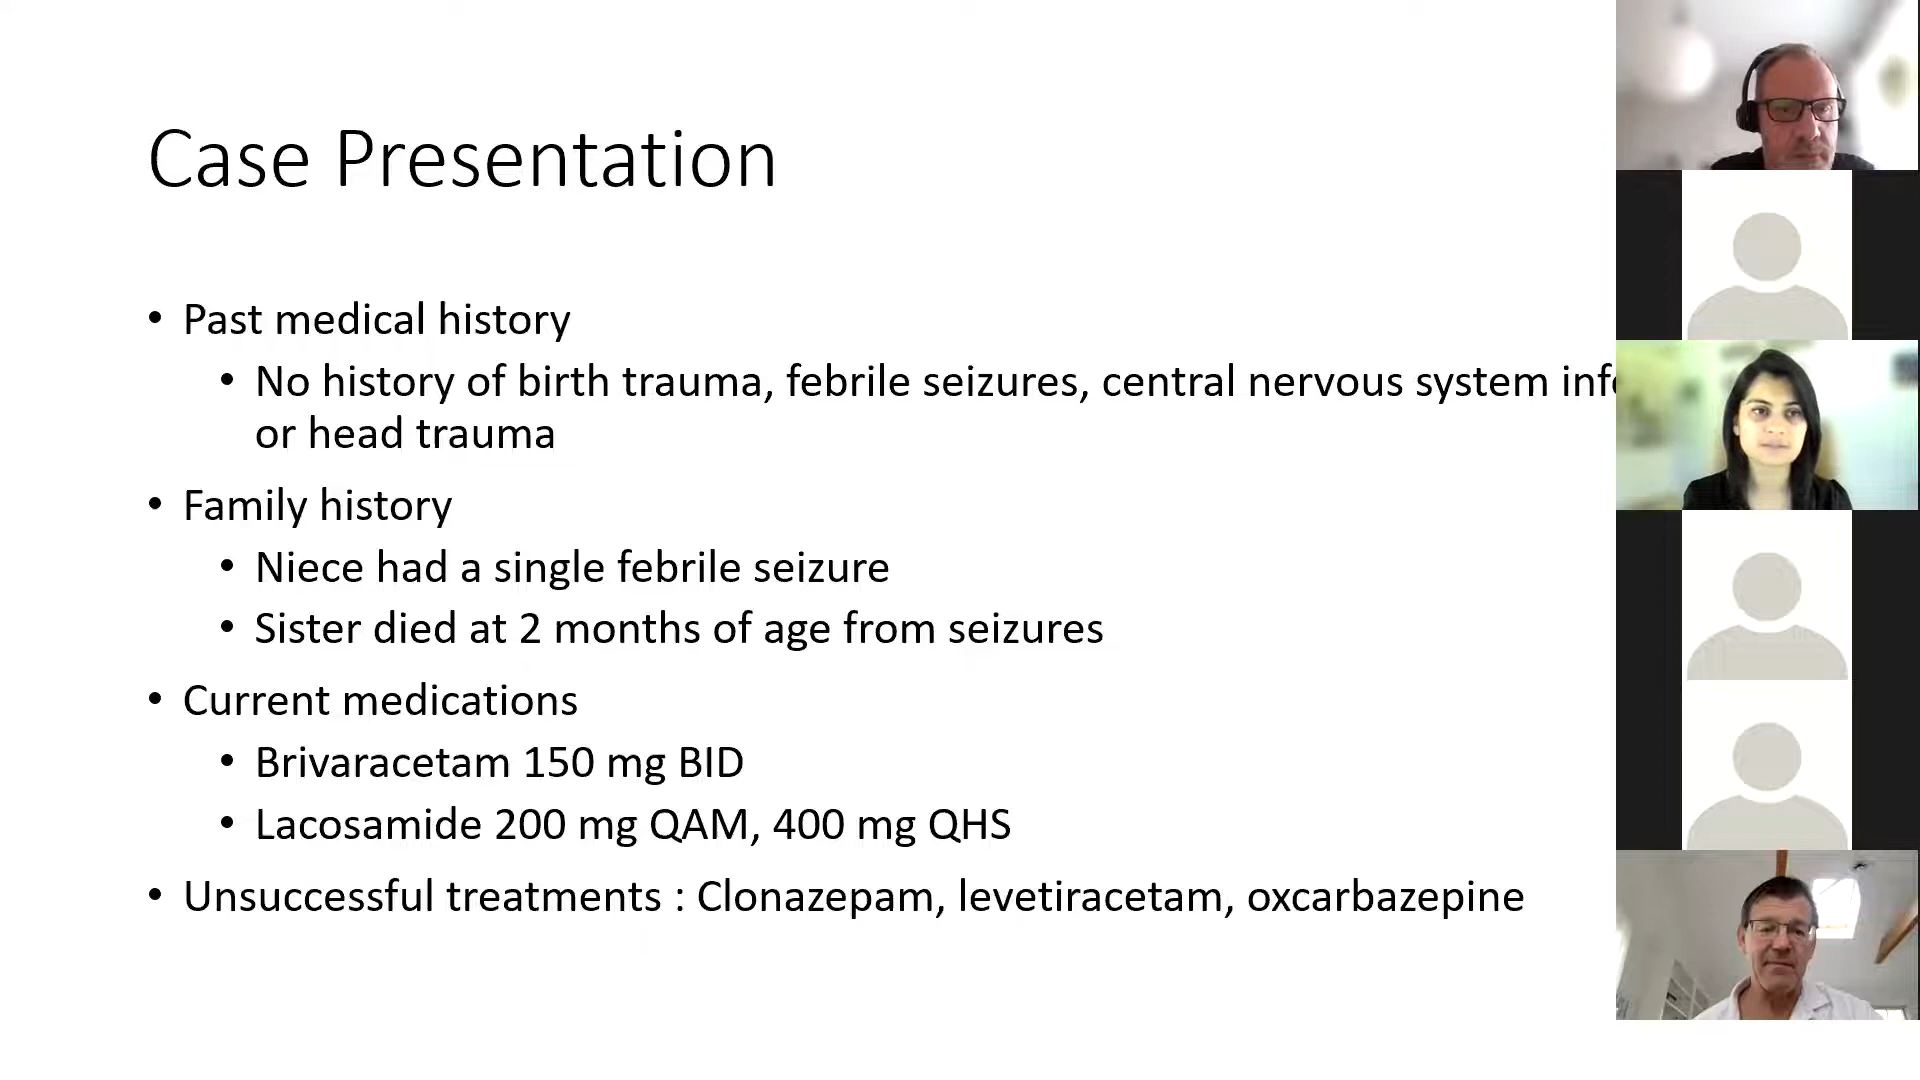 Case Presentation
• Past medical history
• No history of birth trauma, febrile seizures, central nervous system
or head trauma
• Family history
• Niece had a single febrile seizure
• Sister died at 2 months of age from seizures
• Current medications
• Brivaracetam 150 mg BID
• Lacosamide 200 mg QAM, 400 mg QHS
• Unsuccessful treatments : Clonazepam, levetiracetam, oxcarbazepine